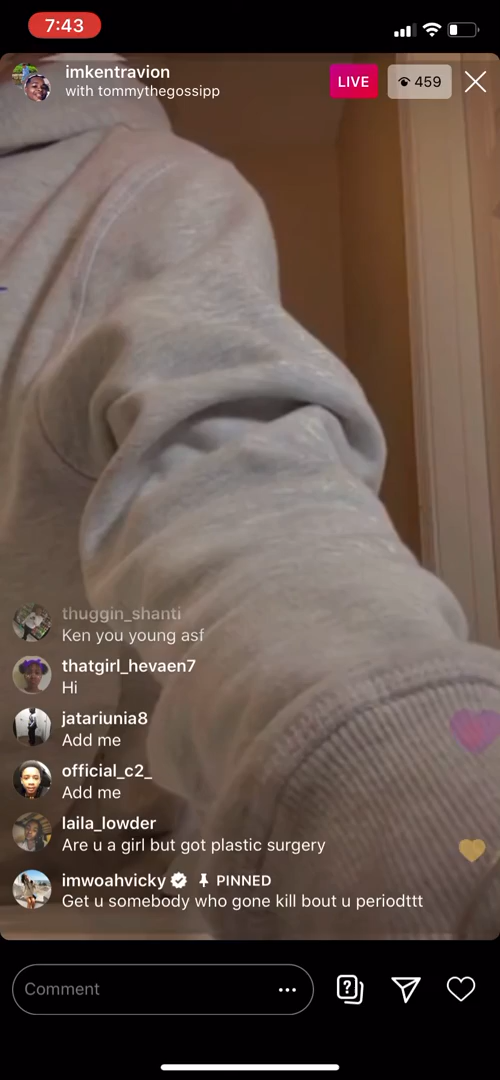 7:43
imkentravion
with tommythegossipp
LIVE
459
thuggin_shanti
Ken you young asf
thatgirl_hevaen7
Hi
jatariunia8
Add me
official_c2_
Add me
laila_lowder
Are u a girl but got plastic surgery
imwoahvicky PINNED
Get u somebody who gone kill bout u periodttt
Comment